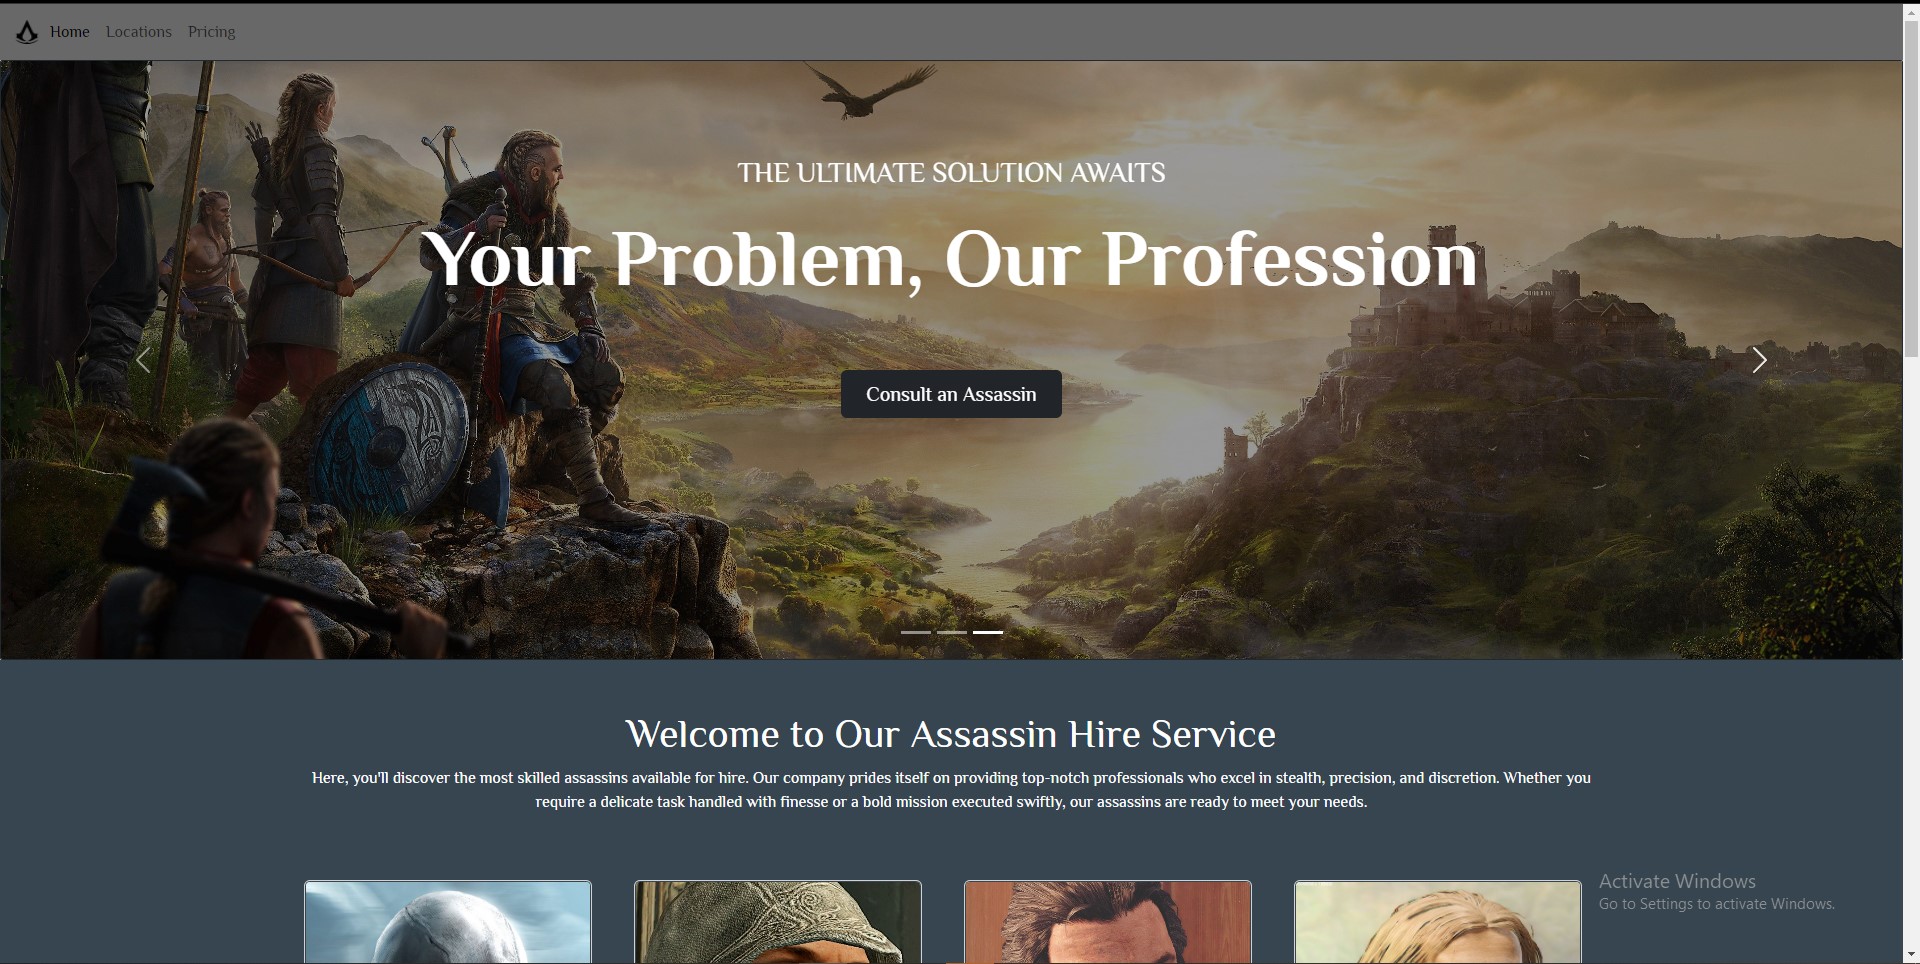 Home Locations Pricing
THE ULTIMATE SOLUTION AWAITS
Your Problem, Our Profession
Consult an Assassin
Welcome to Our Assassin Hire Service
Here, you'll discover the most skilled assassins available for hire. Our company prides itself on providing top-notch professionals who excel in stealth, precision, and discretion. Whether you
require a delicate task handled with finesse or a bold mission executed swiftly, our assassins are ready to meet your needs.
Activate Windows
Go to Settings to activate Windows.